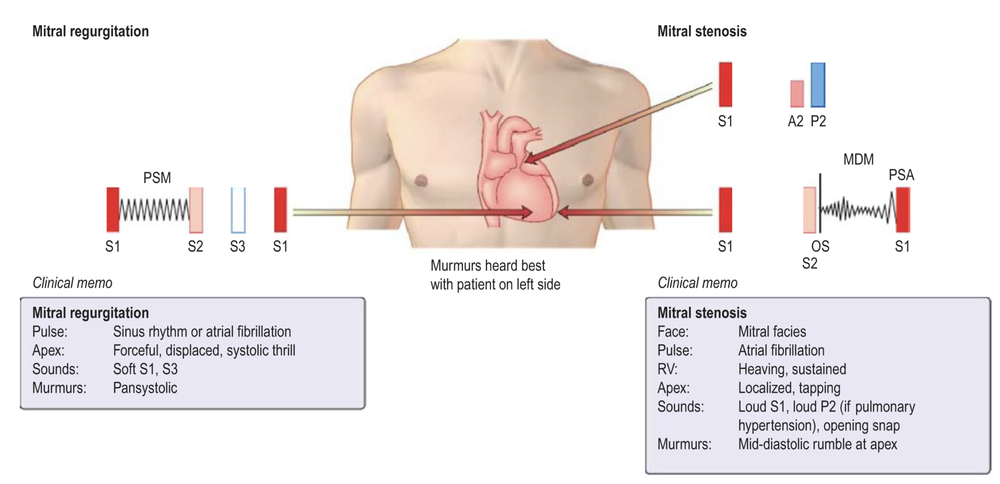 Mitral regurgitation
Mitral stenosis
S1
A2 P2
PSM
S1
S2
S3
S1
MDM
PSA
S1
OS
S2
S1
Murmurs heard best
with patient on left side
Clinical memo
Mitral regurgitation
Pulse: Sinus rhythm or atrial fibrillation
Apex: Forceful, displaced, systolic thrill
Sounds: Soft S1, S3
Murmurs: Pansystolic
Clinical memo
Mitral stenosis
Face: Mitral facies
Pulse: Atrial fibrillation
RV: Heaving, sustained
Apex: Localized, tapping
Sounds: Loud S1, loud P2 (if pulmonary
hypertension), opening snap
Murmurs: Mid-diastolic rumble at apex